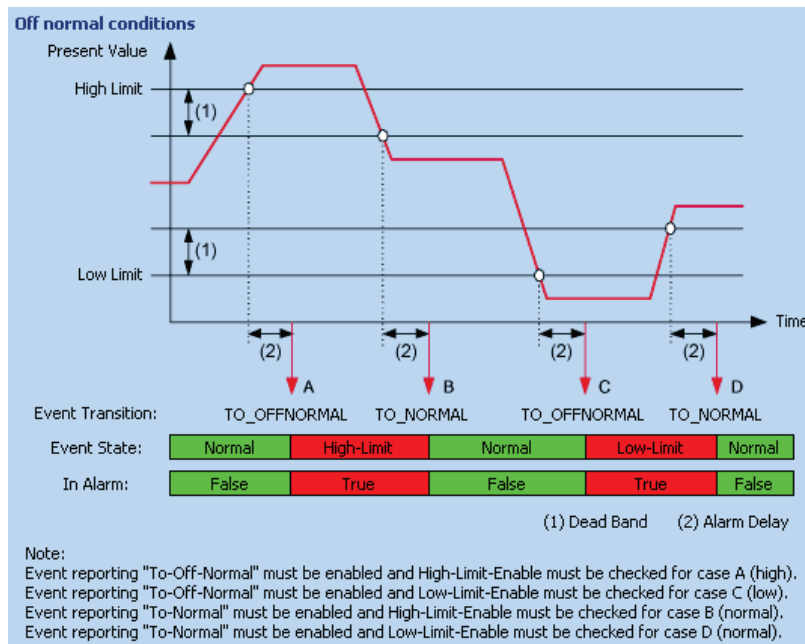 Off normal conditions
Present Value
High Limit
(1)
(1)
Low Limit
Time
(2) (2) (2) (2)
A B C D
Event Transition: TO_OFFNORMAL TO_NORMAL TO_OFFNORMAL TO_NORMAL
Event State: Normal High-Limit Normal Low-Limit Normal
In Alarm: False True False True False
(1) Dead Band (2) Alarm Delay
Note:
Event reporting "To-Off-Normal" must be enabled and High-Limit-Enable must be checked for case A (high).
Event reporting "To-Off-Normal" must be enabled and Low-Limit-Enable must be checked for case C (low).
Event reporting "To-Normal" must be enabled and High-Limit-Enable must be checked for case B (normal).
Event reporting "To-Normal" must be enabled and Low-Limit-Enable must be checked for case D (normal).